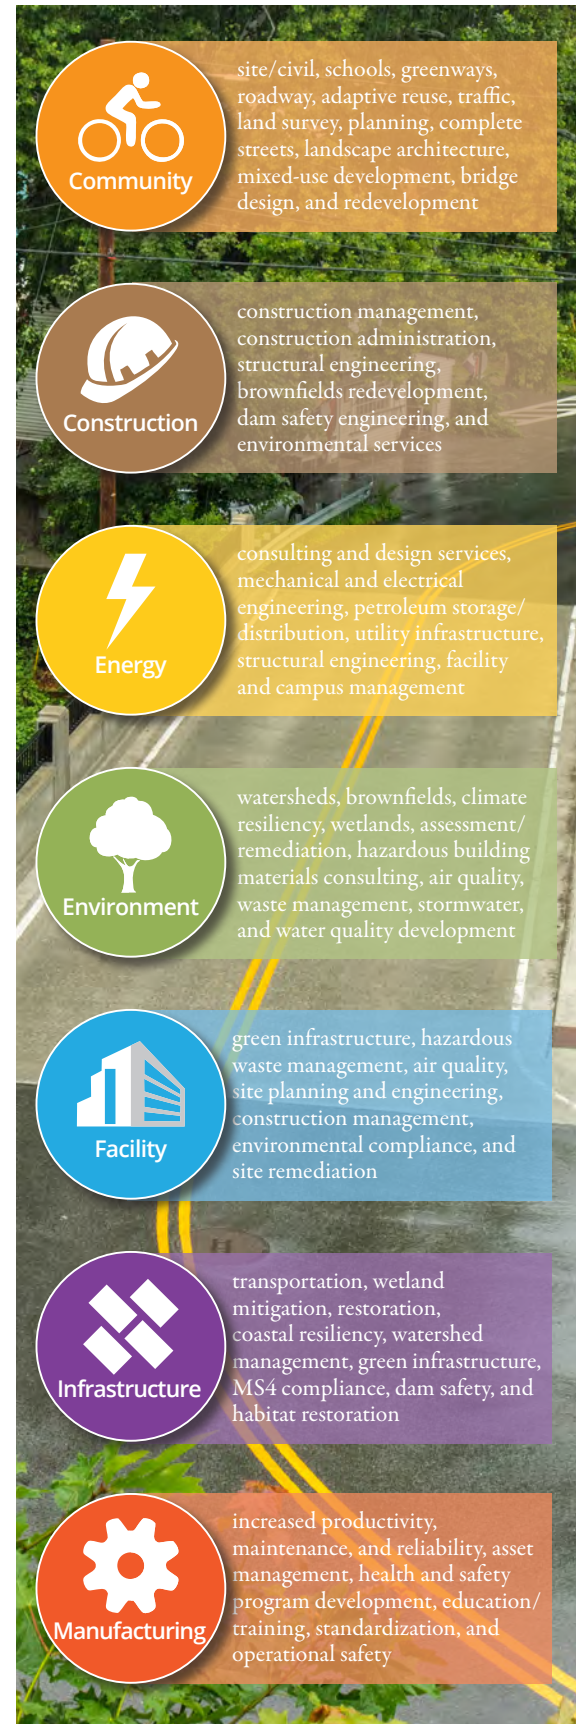 Community
site/civil, schools, greenways,
roadway, adaptive reuse, traffic,
land survey, planning, complete
streets, landscape architecture,
mixed-use development, bridge
design, and redevelopment
Construction
construction management,
construction administration,
structural engineering,
brownfields redevelopment,
dam safety engineering, and
environmental services
Energy
consulting and design services,
mechanical and electrical
engineering, petroleum storage/
distribution, utility infrastructure,
structural engineering, facility
and campus management
Environment
watersheds, brownfields, climate
resiliency, wetlands, assessment/
remediation, hazardous building
materials consulting, air quality,
waste management, stormwater,
and water quality development
Facility
green infrastructure, hazardous
waste management, air quality,
site planning and engineering,
construction management,
environmental compliance, and
site remediation
Infrastructure
transportation, wetland
mitigation, restoration,
coastal resiliency, watershed
management, green infrastructure,
MS4 compliance, dam safety, and
habitat restoration
Manufacturing
increased productivity,
maintenance, and reliability, asset
management, health and safety
program development, education/
training, standardization, and
operational safety